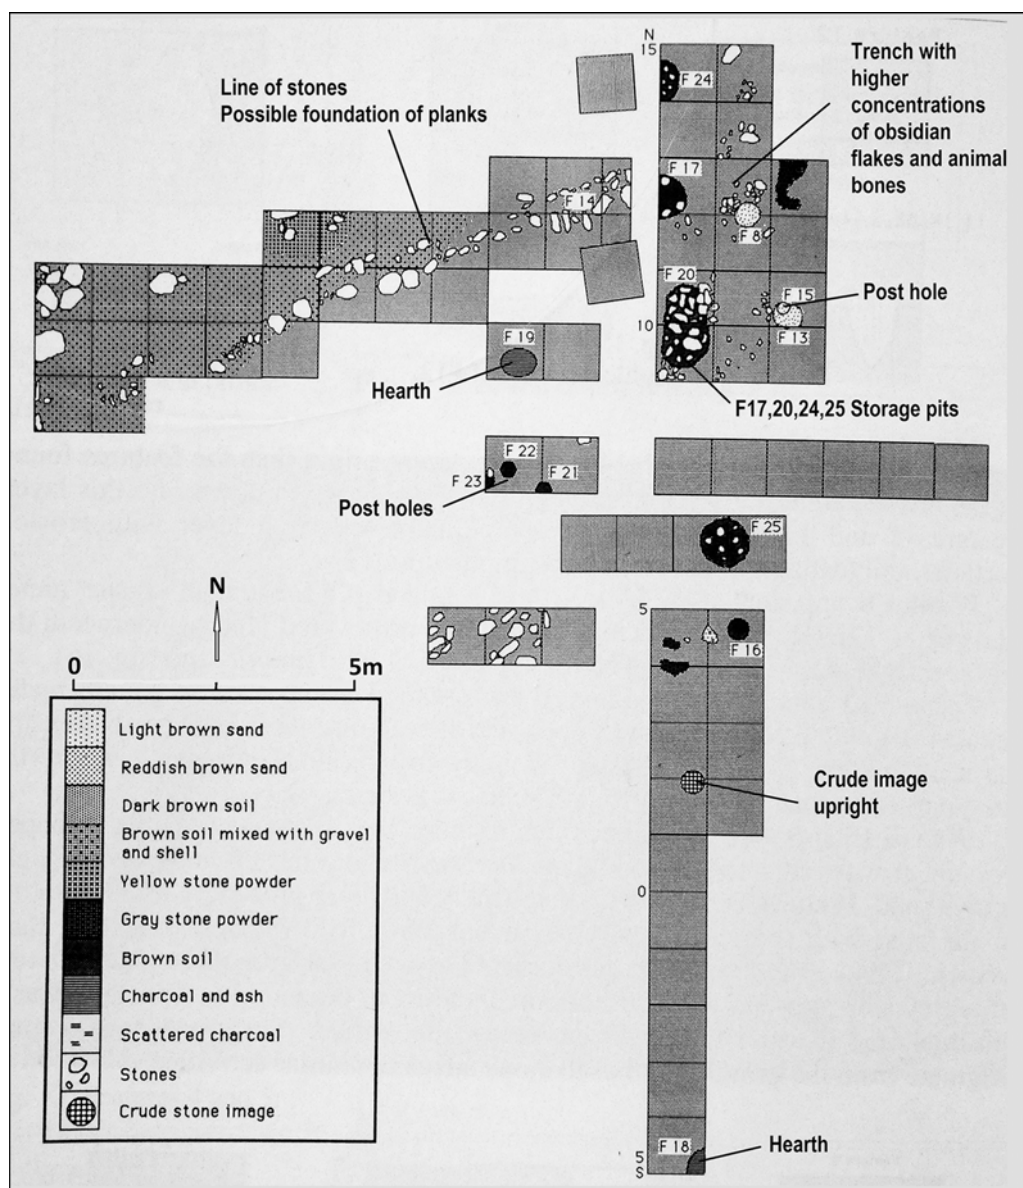 N
15
F 24
Trench with
higher
concentrations
of obsidian
flakes and animal
bones
Line of stones
Possible foundation of planks
F 17
F 14
F 8
F 20
F 15
Post hole
10
F 19
F 13
Hearth
F17,20,24,25 Storage pits
F 22
F 23
F 21
Post holes
F 25
N
5
F 16
0
5m
Crude image
upright
Light brown sand
Reddish brown sand
Dark brown soil
Brown soil mixed with gravel
and shell
Yellow stone powder
Gray stone powder
Brown soil
Charcoal and ash
Scattered charcoal
Stones
Crude stone image
0
F 18
Hearth
5
S